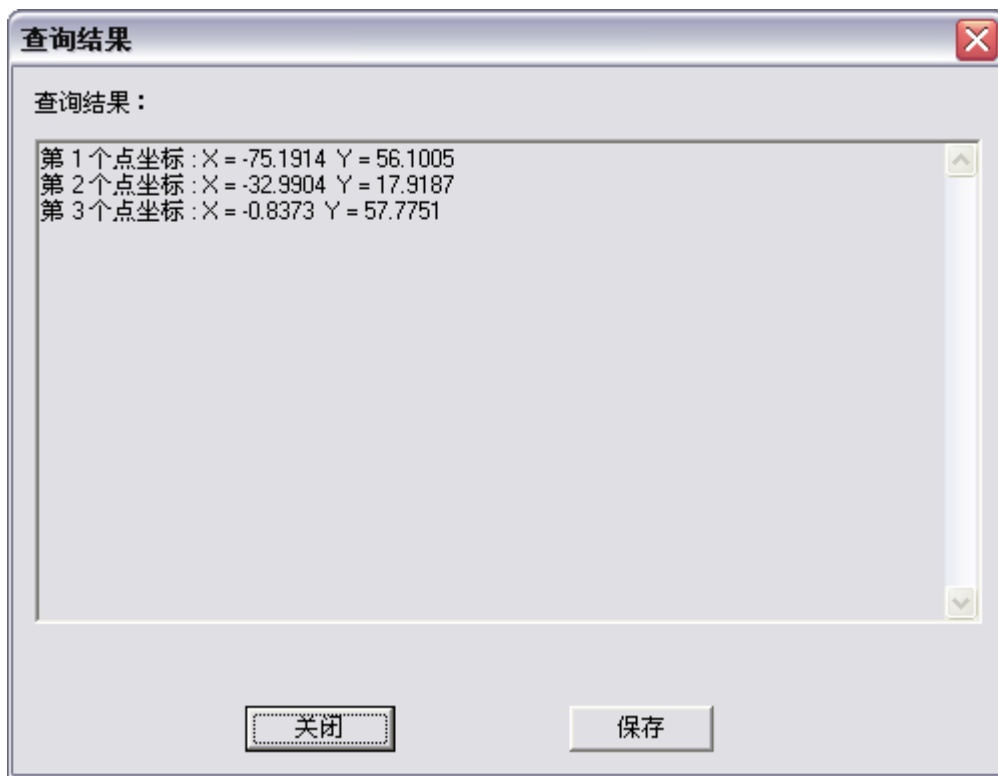 查询结果
查询结果：
第 1 个点坐标 : X = -75.1914 Y = 56.1005
第 2 个点坐标 : X = -32.9904 Y = 17.9187
第 3 个点坐标 : X = -0.8373 Y = 57.7751
关闭
保存